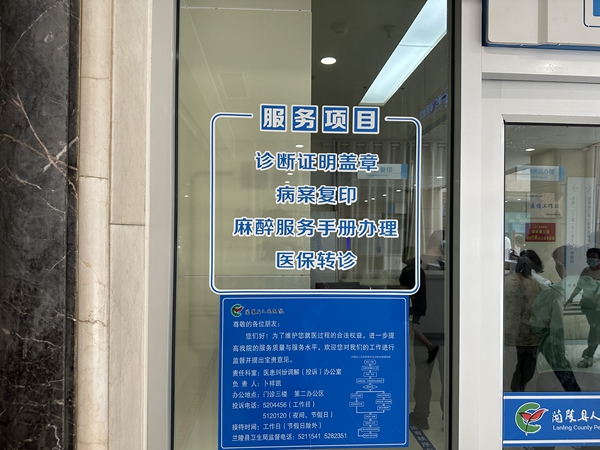 服务项目
诊断证明盖章
病案复印
麻醉服务手册办理
医保转诊
尊敬的各位朋友:
您们好!为了维护您就医过程的合法权益,进一步提
高我院的服务质量与服务水平,欢迎您对我们的工作进行
监督并提出宝贵意见。
责任科室:医患纠纷调解(投诉)办公室
负 责 人:卜祥凯
办公地点:门诊三楼 第二办公区
投诉电话:5204456(工作日)
5120120(夜间、节假日)
接待时间:工作日(节假日除外)
兰陵县卫生局监督电话:5211541 5282351
蘭陵县人
Lanling County Pe